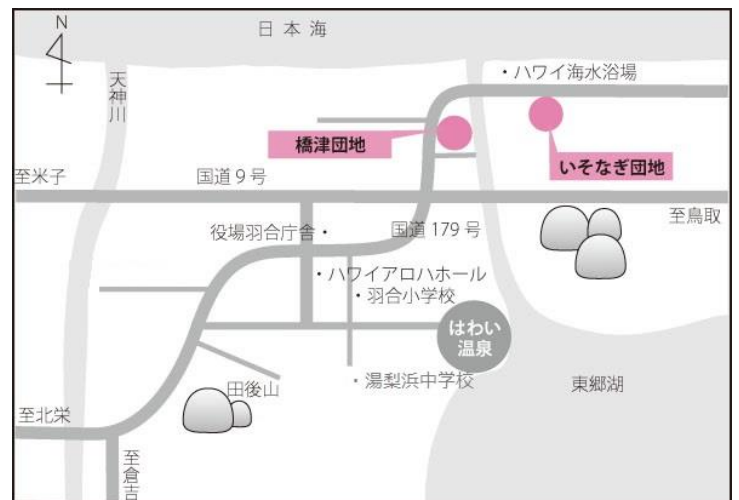 N
日本海
天神川
・ハワイ海水浴場
橋津団地
いそなぎ団地
至米子
国道9号
至鳥取
役場羽合庁舎・
国道179号
・ハワイアロハホール
・羽合小学校
はわい
温泉
・湯梨浜中学校
東郷湖
田後山
至北栄
至倉吉